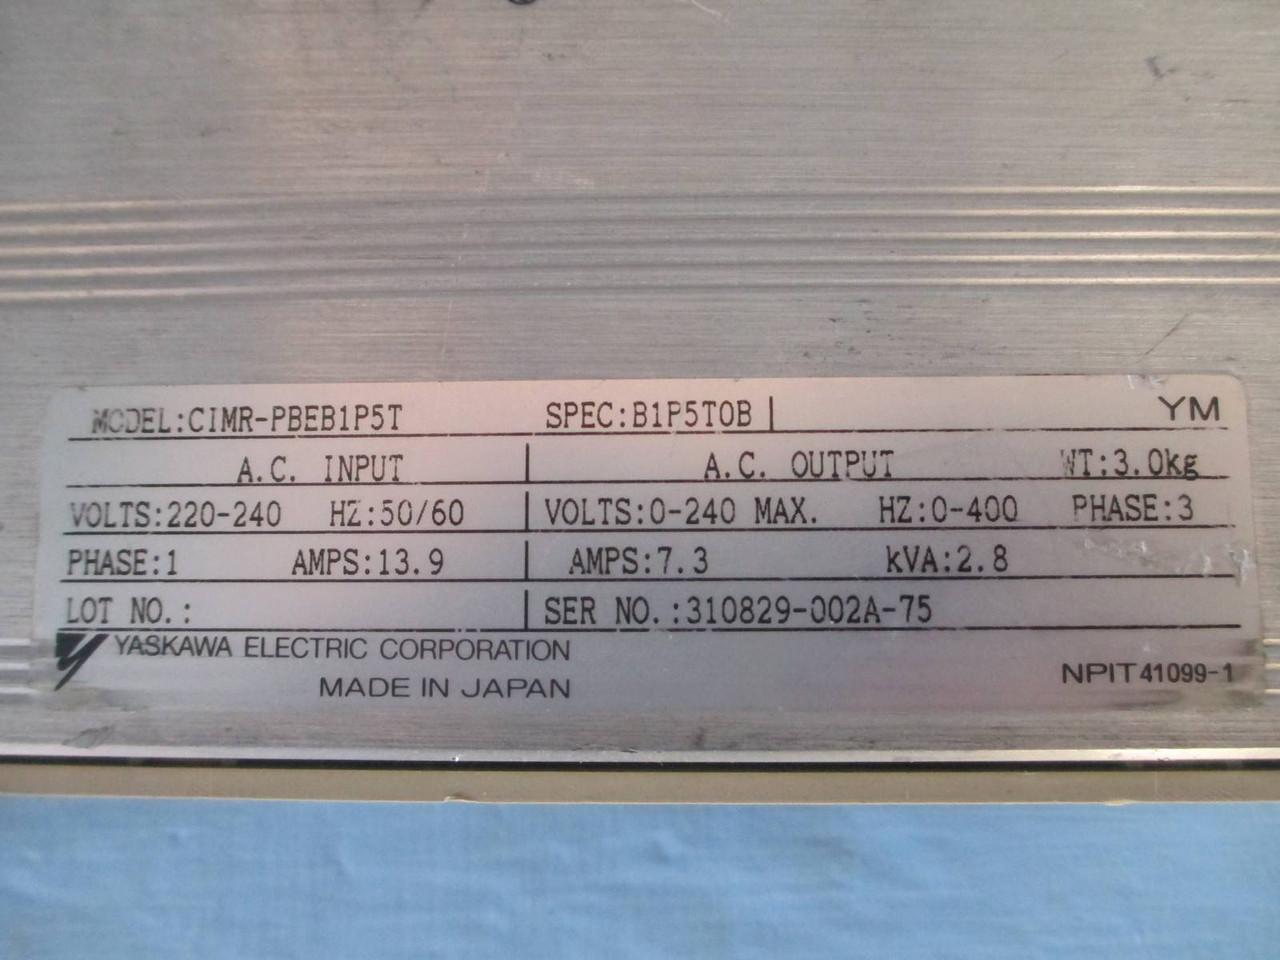 MODEL:CIMR-PBEB1P5T SPEC:B1P5T0B YM
A.C. INPUT A.C. OUTPUT WT:3.0kg
VOLTS:220-240 HZ:50/60 VOLTS:0-240 MAX. HZ:0-400 PHASE:3
PHASE:1 AMPS:13.9 AMPS:7.3 kVA:2.8
LOT NO.: SER NO.:310829-002A-75
YASKAWA ELECTRIC CORPORATION
MADE IN JAPAN NPIT41099-1